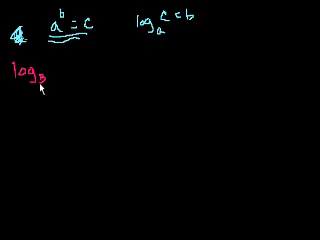 a^b = c
log_a c = b
log_3